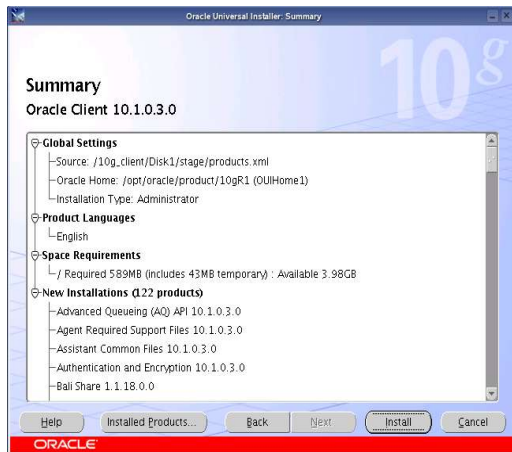 Oracle Universal Installer: Summary
10g
Summary
Oracle Client 10.1.0.3.0
Global Settings
Source: /10g_client/Disk1/stage/products.xml
Oracle Home: /opt/oracle/product/10gR1 (OUIHome1)
Installation Type: Administrator
Product Languages
English
Space Requirements
/ Required 589MB (includes 43MB temporary) : Available 3.98GB
New Installations (122 products)
Advanced Queueing (AQ) API 10.1.0.3.0
Agent Required Support Files 10.1.0.3.0
Assistant Common Files 10.1.0.3.0
Authentication and Encryption 10.1.0.3.0
Bali Share 1.1.18.0.0
Help Installed Products... Back Next Install Cancel
ORACLE